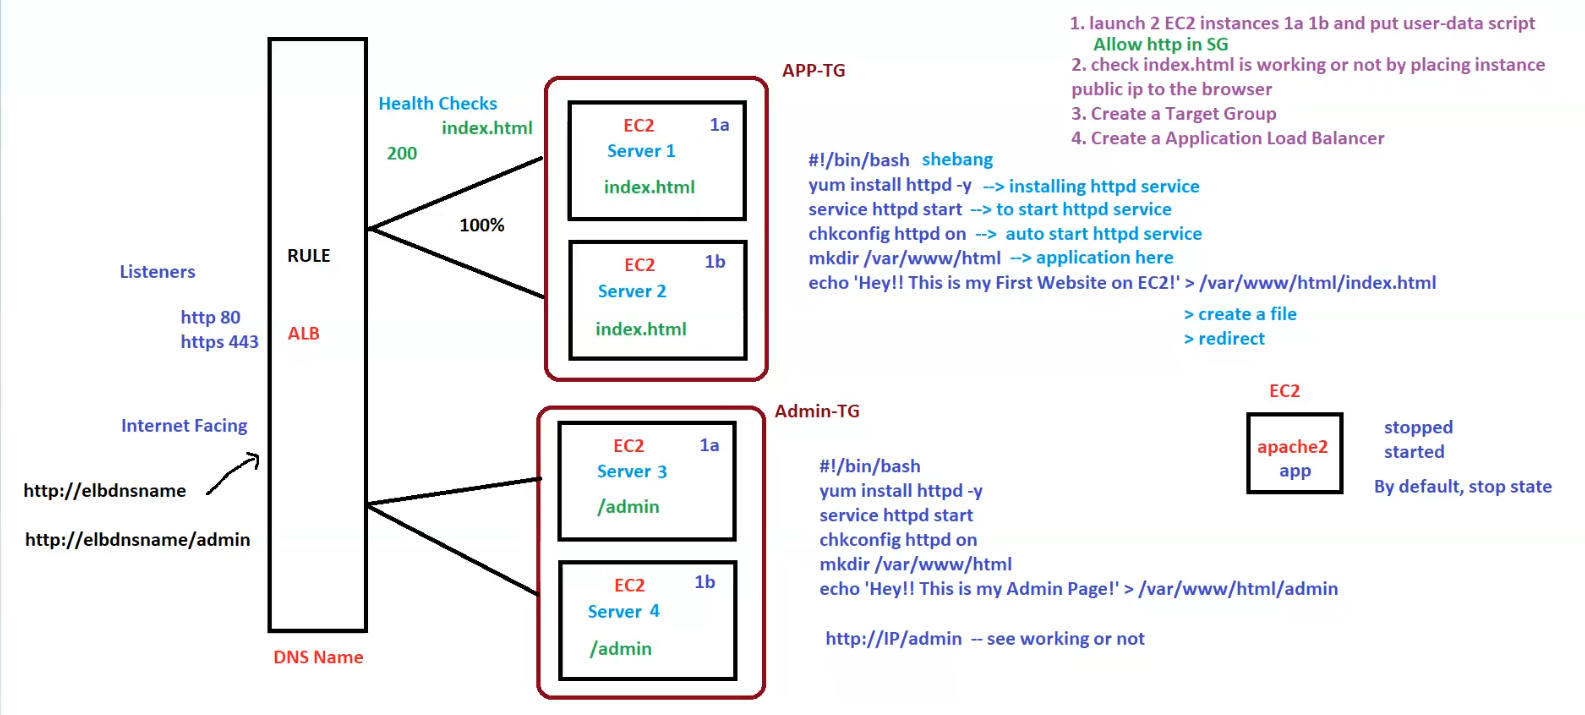 1. launch 2 EC2 instances 1a 1b and put user-data script
Allow http in SG
2. check index.html is working or not by placing instance
public ip to the browser
3. Create a Target Group
4. Create a Application Load Balancer
APP-TG
Health Checks
index.html
200
100%
EC2 1a
Server 1
index.html
EC2 1b
Server 2
index.html
RULE
ALB
Listeners
http 80
https 443
Internet Facing
http://elbdnsname
http://elbdnsname/admin
DNS Name
#!/bin/bash shebang
yum install httpd -y --> installing httpd service
service httpd start --> to start httpd service
chkconfig httpd on --> auto start httpd service
mkdir /var/www/html --> application here
echo 'Hey!! This is my First Website on EC2!' > /var/www/html/index.html
> create a file
> redirect
Admin-TG
EC2 1a
Server 3
/admin
EC2 1b
Server 4
/admin
#!/bin/bash
yum install httpd -y
service httpd start
chkconfig httpd on
mkdir /var/www/html
echo 'Hey!! This is my Admin Page!' > /var/www/html/admin
http://IP/admin -- see working or not
EC2
apache2
app
stopped
started
By default, stop state